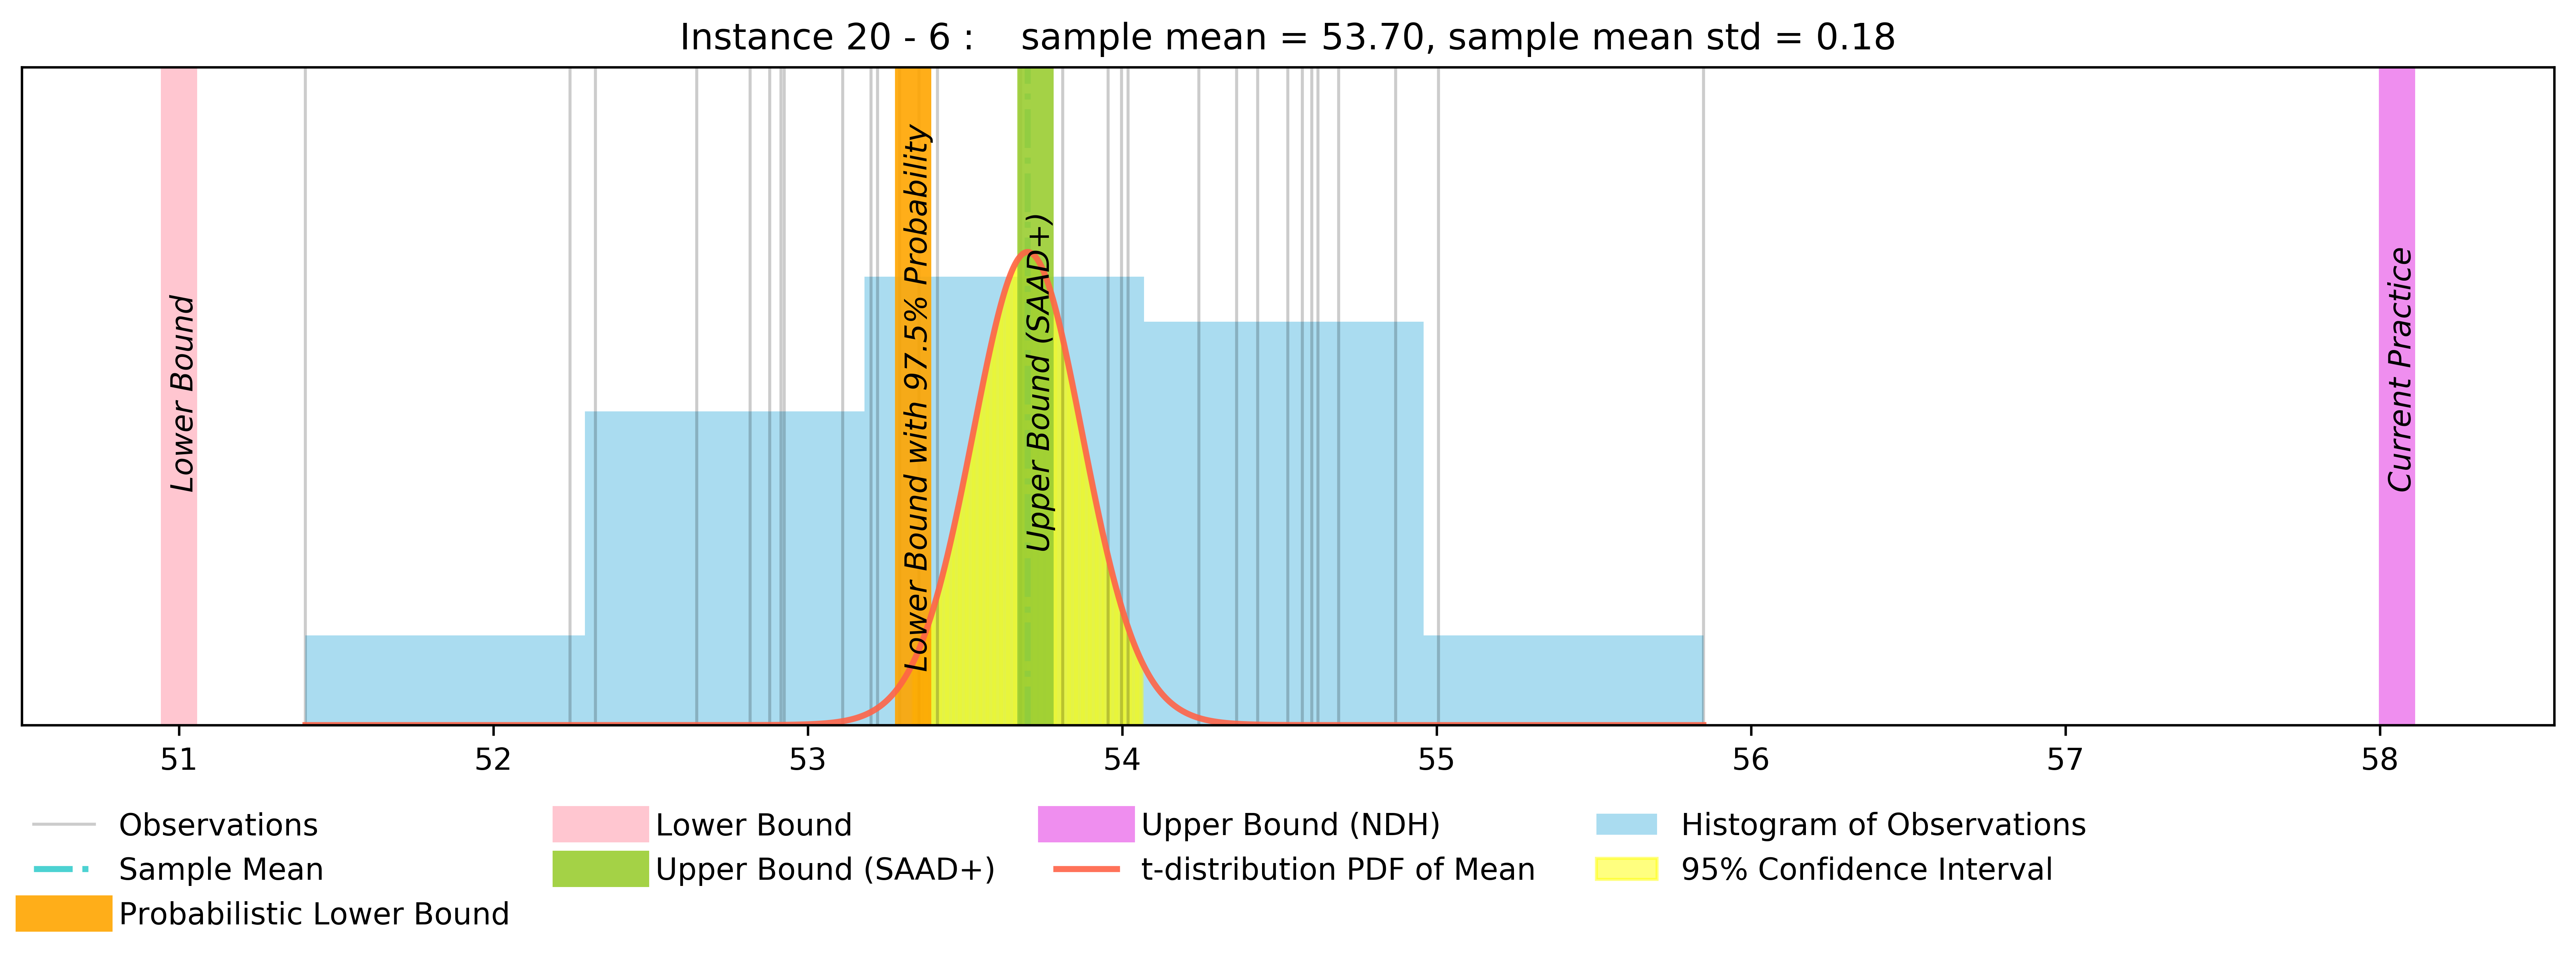 Instance 20 - 6 :    sample mean = 53.70, sample mean std = 0.18
Lower Bound
Lower Bound with 97.5% Probability
Upper Bound (SAAD+)
Current Practice
51 52 53 54 55 56 57 58
Observations Lower Bound Upper Bound (NDH) Histogram of Observations
Sample Mean Upper Bound (SAAD+) t-distribution PDF of Mean 95% Confidence Interval
Probabilistic Lower Bound